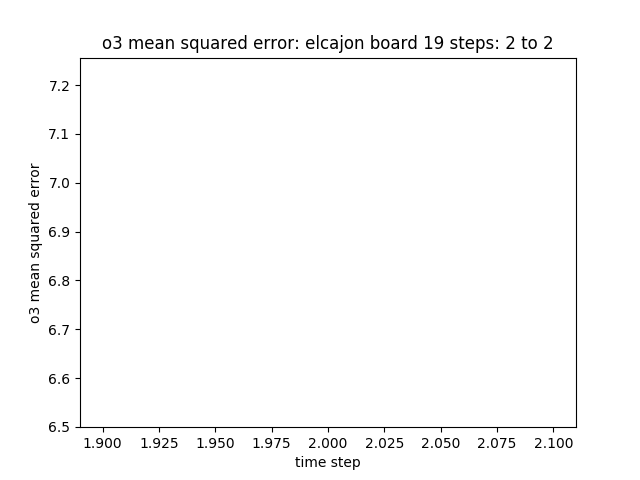 o3 mean squared error: elcajon board 19 steps: 2 to 2
7.2
7.1
7.0
6.9
6.8
6.7
6.6
6.5
o3 mean squared error
1.900 1.925 1.950 1.975 2.000 2.025 2.050 2.075 2.100
time step